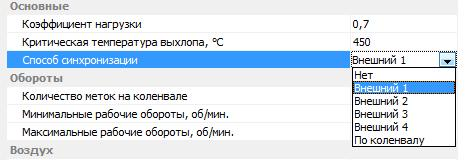 Основные
Коэффициент нагрузки 0,7
Критическая температура выхлопа, °C 450
Способ синхронизации Внешний 1
Нет
Обороты
Внешний 1
Количество меток на коленвале Внешний 2
Минимальные рабочие обороты, об/мин. Внешний 3
Внешний 4
Максимальные рабочие обороты, об/мин. По коленвалу
Воздух